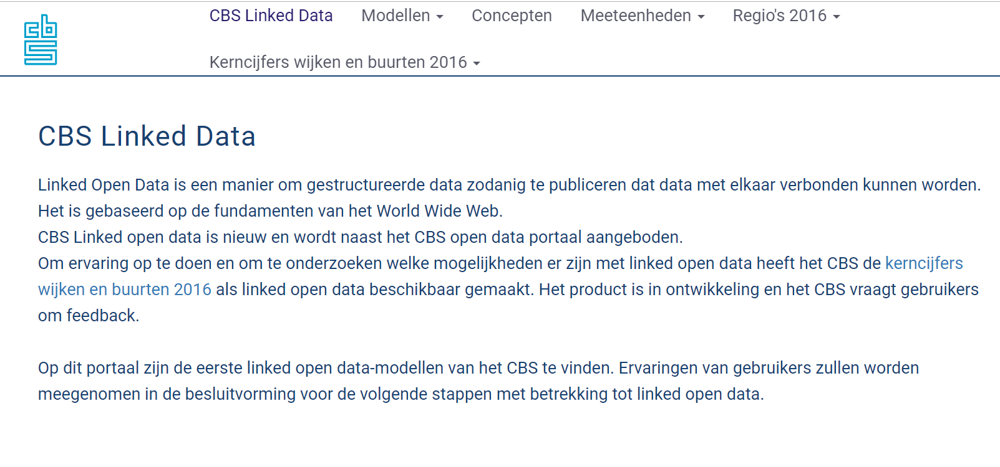 cbs
CBS Linked Data Modellen Concepten Meeteenheden Regio's 2016
Kerncijfers wijken en buurten 2016
CBS Linked Data
Linked Open Data is een manier om gestructureerde data zodanig te publiceren dat data met elkaar verbonden kunnen worden.
Het is gebaseerd op de fundamenten van het World Wide Web.
CBS Linked open data is nieuw en wordt naast het CBS open data portaal aangeboden.
Om ervaring op te doen en om te onderzoeken welke mogelijkheden er zijn met linked open data heeft het CBS de kerncijfers
wijken en buurten 2016 als linked open data beschikbaar gemaakt. Het product is in ontwikkeling en het CBS vraagt gebruikers
om feedback.
Op dit portaal zijn de eerste linked open data-modellen van het CBS te vinden. Ervaringen van gebruikers zullen worden
meegenomen in de besluitvorming voor de volgende stappen met betrekking tot linked open data.